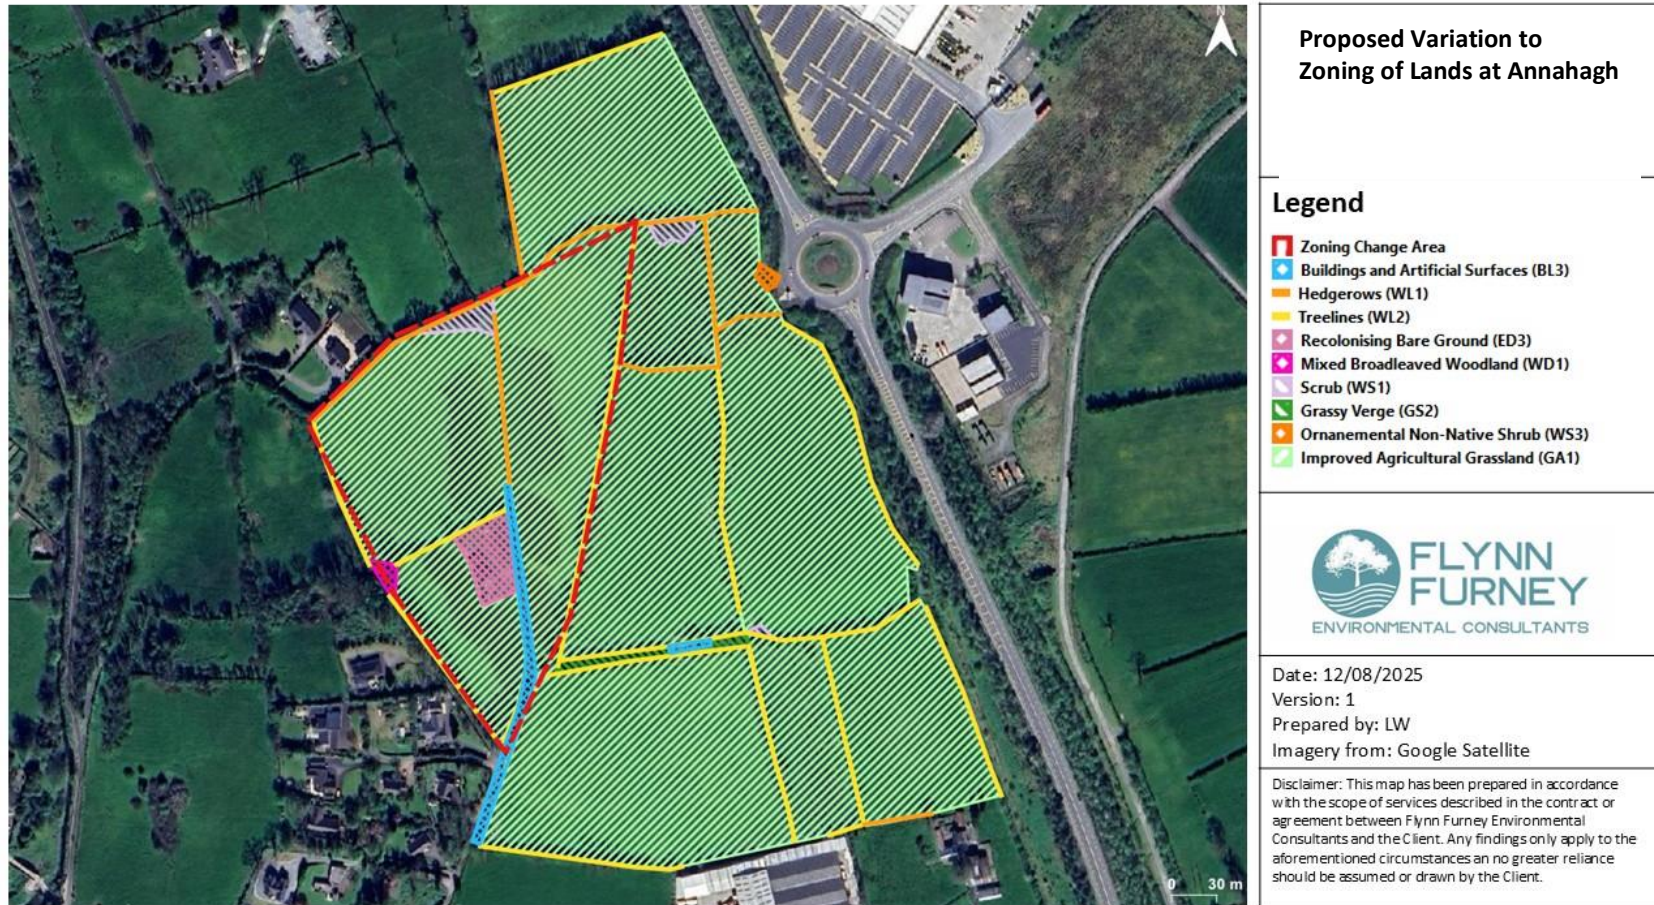 Proposed Variation to
Zoning of Lands at Annahagh
Legend
Zoning Change Area
Buildings and Artificial Surfaces (BL3)
Hedgerows (WL1)
Treelines (WL2)
Recolonising Bare Ground (ED3)
Mixed Broadleaved Woodland (WD1)
Scrub (WS1)
Grassy Verge (GS2)
Ornanemental Non-Native Shrub (WS3)
Improved Agricultural Grassland (GA1)
FLYNN
FURNEY
ENVIRONMENTAL CONSULTANTS
Date: 12/08/2025
Version: 1
Prepared by: LW
Imagery from: Google Satellite
Disclaimer: This map has been prepared in accordance
with the scope of services described in the contract or
agreement between Flynn Furney Environmental
Consultants and the Client. Any findings only apply to the
aforementioned circumstances an no greater reliance
should be assumed or drawn by the Client.
0 30 m